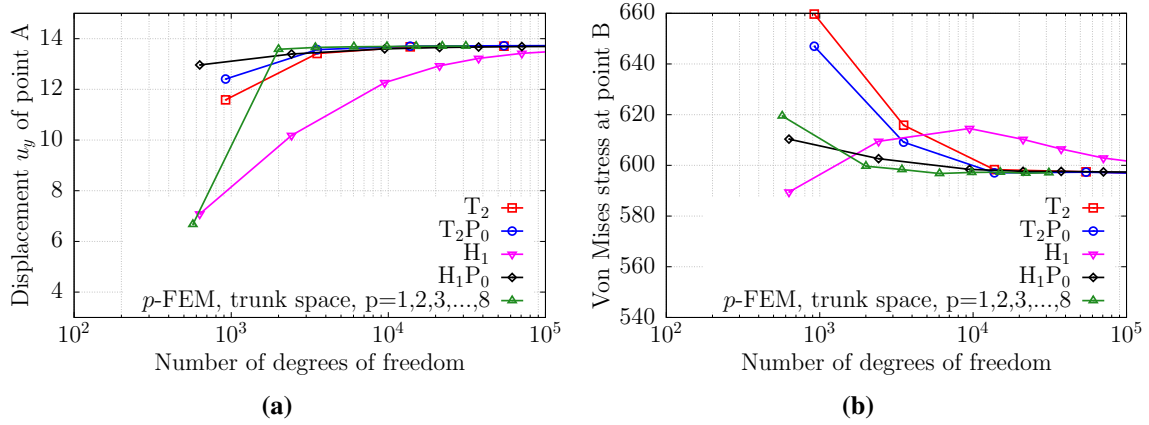 Displacement u_y of point A
14
12
10
8
6
4
10^2
10^3
10^4
10^5
Number of degrees of freedom
T_2
T_2P_0
H_1
H_1P_0
p-FEM, trunk space, p=1,2,3,...,8
(a)
Von Mises stress at point B
660
640
620
600
580
560
540
10^2
10^3
10^4
10^5
Number of degrees of freedom
T_2
T_2P_0
H_1
H_1P_0
p-FEM, trunk space, p=1,2,3,...,8
(b)